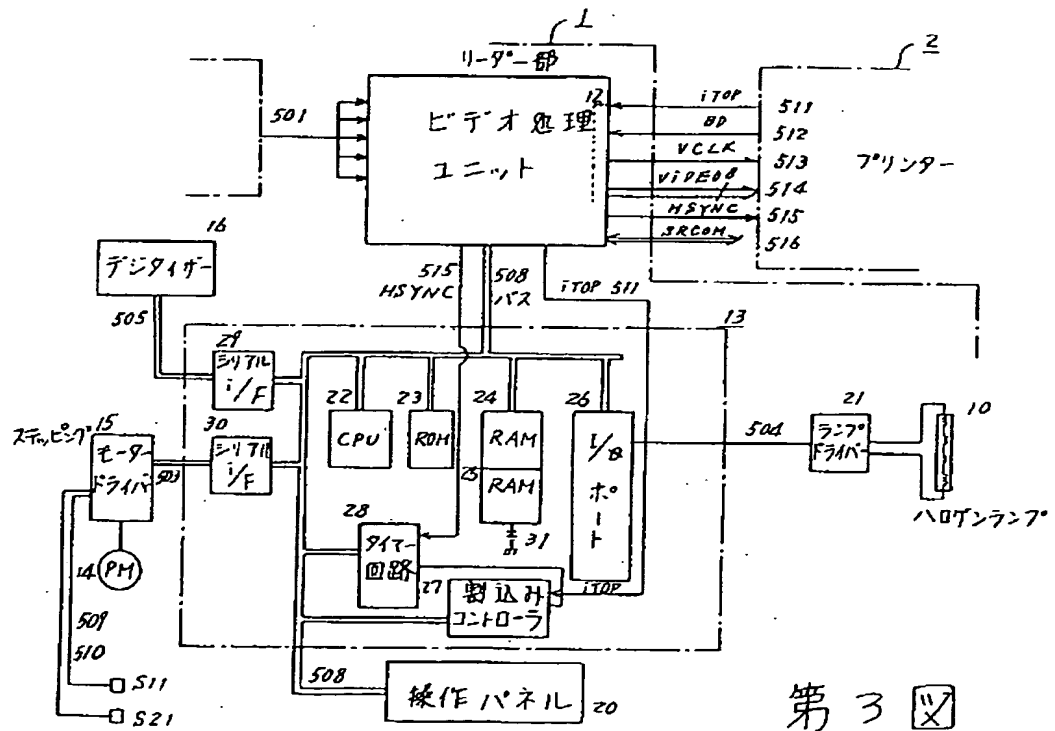 1
リーダー部
2
501
ビデオ処理
ユニット
12
iTOP
511
BD
512
VCLK
513
VIDEO 8
514
HSYNC
515
SRCOM
516
プリンター
16
デジタイザー
505
515
HSYNC
508
バス
iTOP 511
13
29
シリアル
i/F
30
シリアル
i/F
22
CPU
23
ROM
24
RAM
25
RAM
31
26
I/O
ポート
504
21
ランプ
ドライバー
10
ハロゲンランプ
ステッピング
15
モーター
ドライバ
503
14
PM
509
510
S11
S21
28
タイマー
回路
27
iTOP
割込み
コントローラ
508
操作パネル
20
第3図